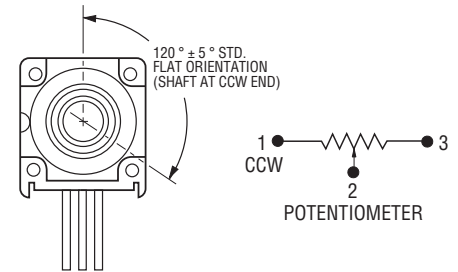 120 ° ± 5 ° STD.
FLAT ORIENTATION
(SHAFT AT CCW END)
1
3
CCW
2
POTENTIOMETER